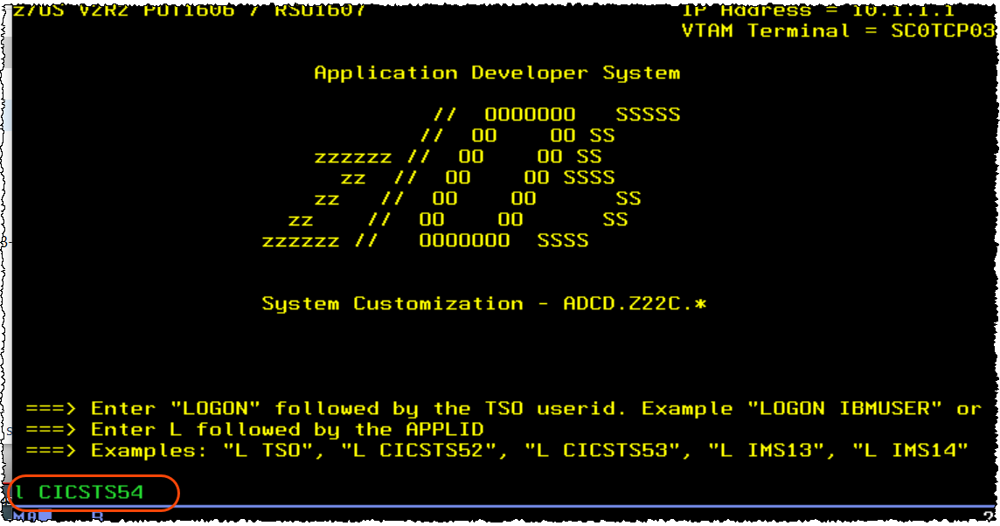 z/OS V2R2 PUT1606 / RSU1607 IP Address = 10.1.1.1
VTAM Terminal = SC0TCP03
Application Developer System
// OOOOOOO SSSSS
// OO OO SS
zzzzzz // OO OO SS
zz // OO OO SSSS
zz // OO OO SS
zz // OO OO SS
zzzzzz // OOOOOOO SSSS
System Customization - ADCD.Z22C.*
===> Enter "LOGON" followed by the TSO userid. Example "LOGON IBMUSER" or
===> Enter L followed by the APPLID
===> Examples: "L TSO", "L CICSTS52", "L CICSTS53", "L IMS13", "L IMS14"
l CICSTS54